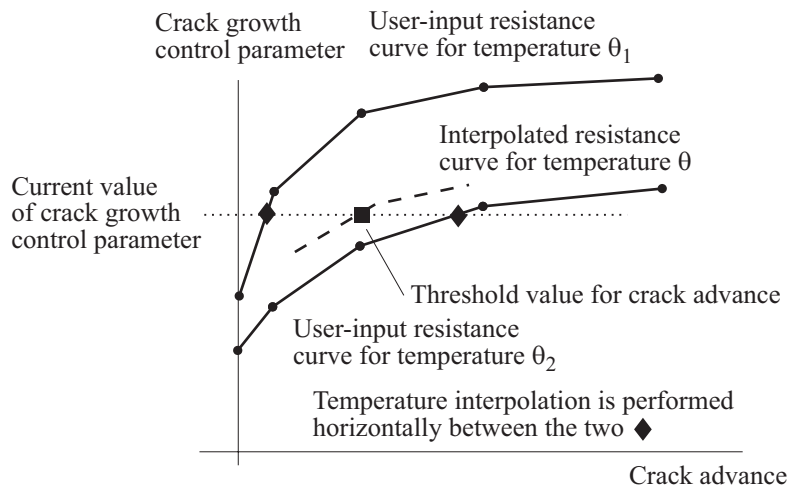 Crack growth
control parameter
User-input resistance
curve for temperature θ₁
Interpolated resistance
curve for temperature θ
Current value
of crack growth
control parameter
Threshold value for crack advance
User-input resistance
curve for temperature θ₂
Temperature interpolation is performed
horizontally between the two ◆
Crack advance